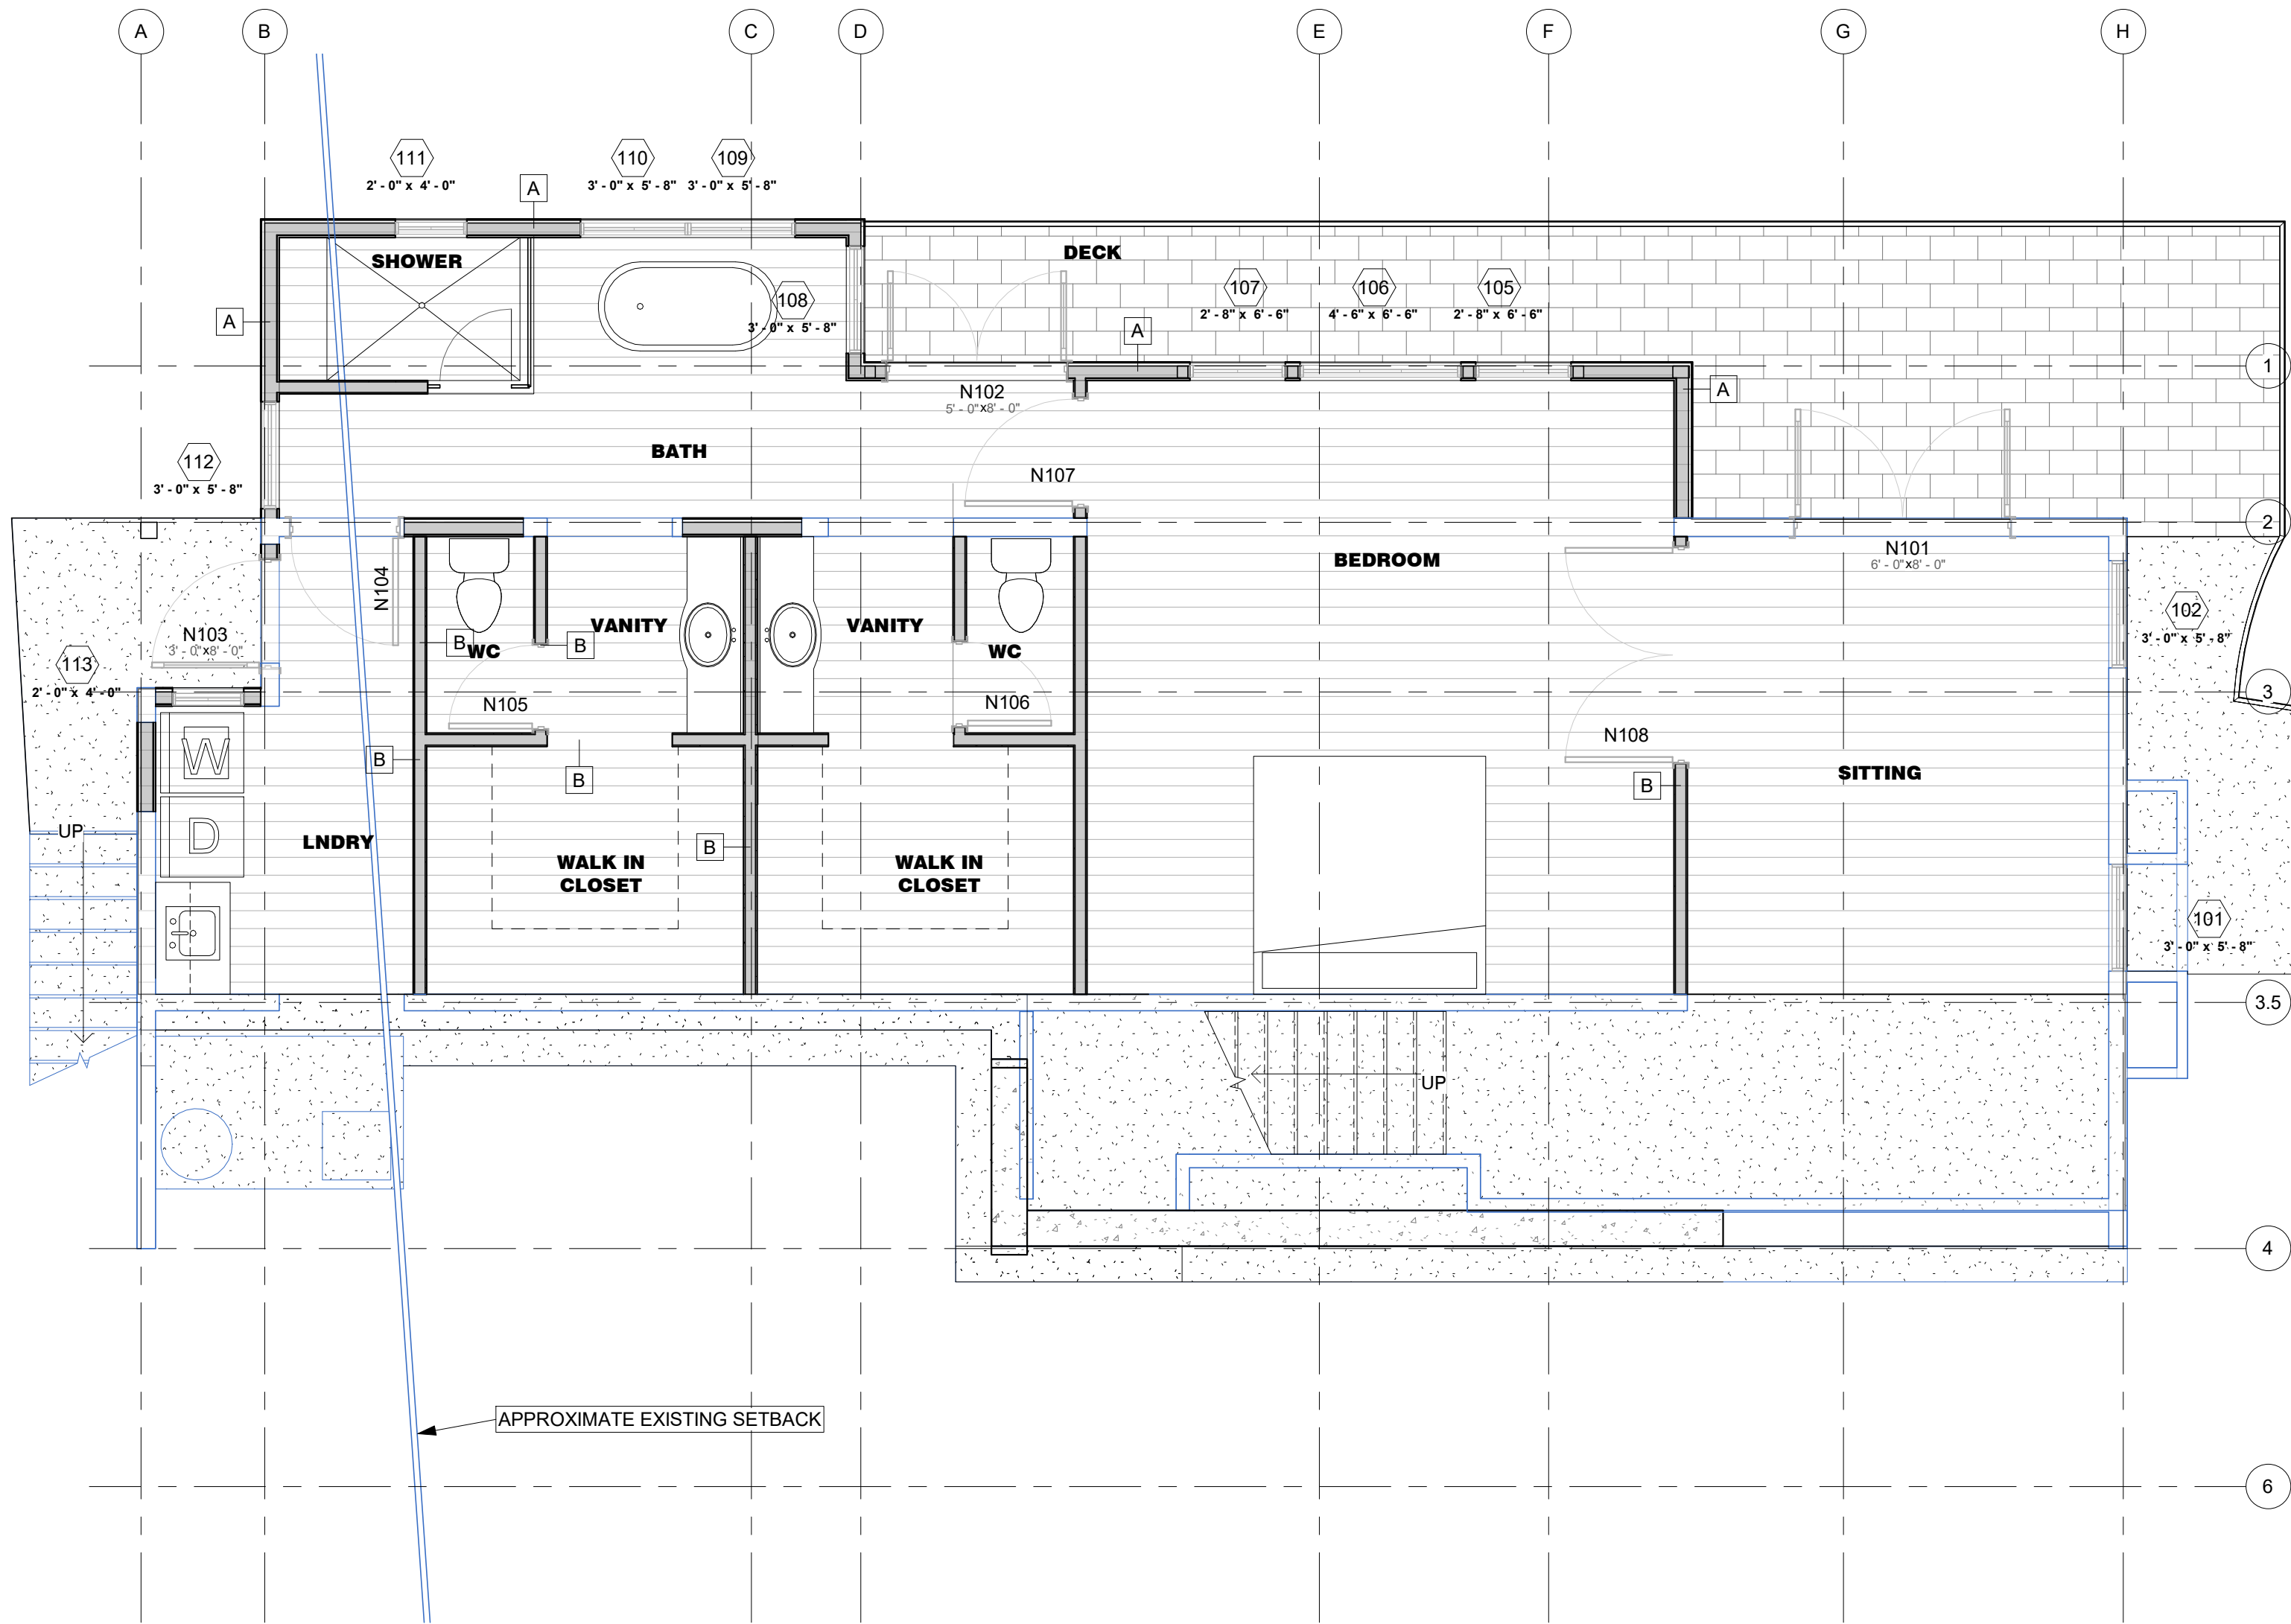 A B C D E F G H
111 110 109
2' - 0" x 4' - 0" 3' - 0" x 5' - 8" 3' - 0" x 5' - 8"
A
SHOWER
DECK
108
3' - 0" x 5' - 8"
107 106 105
2' - 8" x 6' - 6" 4' - 6" x 6' - 6" 2' - 8" x 6' - 6"
A
A
1
N102
5' - 0"x8' - 0"
A
BATH
112
3' - 0" x 5' - 8"
N107
2
N101
6' - 0"x8' - 0"
BEDROOM
N104
102
3' - 0" x 5' - 8"
N103
3' - 0"x8' - 0"
VANITY
VANITY
B
WC
B
WC
113
2' - 0" x 4' - 0"
3
N105
N106
N108
W
B
B
B
SITTING
UP
D
LNDRY
B
WALK IN
CLOSET
WALK IN
CLOSET
101
3' - 0" x 5' - 8"
3.5
UP
4
APPROXIMATE EXISTING SETBACK
6